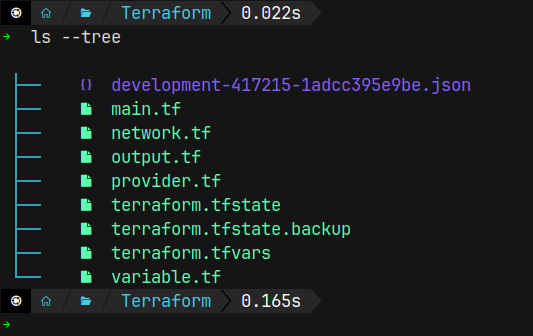 Terraform 0.022s
ls --tree
{} development-417215-1adcc395e9be.json
main.tf
network.tf
output.tf
provider.tf
terraform.tfstate
terraform.tfstate.backup
terraform.tfvars
variable.tf
Terraform 0.165s